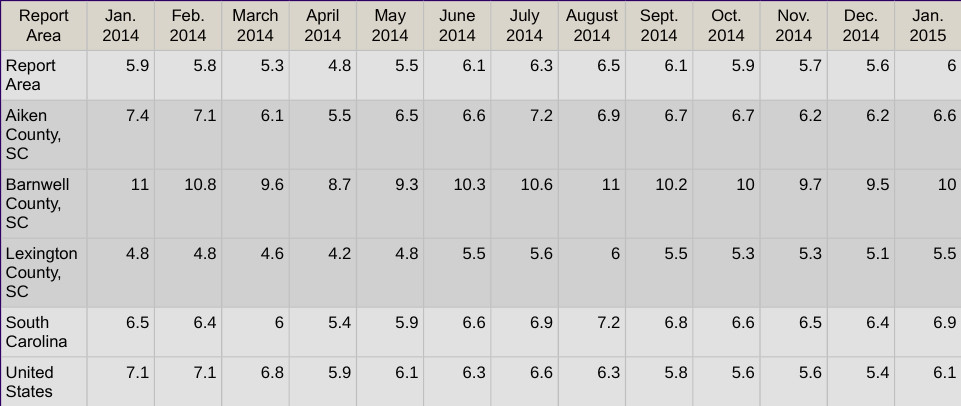 Report Area Jan. 2014 Feb. 2014 March 2014 April 2014 May 2014 June 2014 July 2014 August 2014 Sept. 2014 Oct. 2014 Nov. 2014 Dec. 2014 Jan. 2015
Report Area 5.9 5.8 5.3 4.8 5.5 6.1 6.3 6.5 6.1 5.9 5.7 5.6 6
Aiken County, SC 7.4 7.1 6.1 5.5 6.5 6.6 7.2 6.9 6.7 6.7 6.2 6.2 6.6
Barnwell County, SC 11 10.8 9.6 8.7 9.3 10.3 10.6 11 10.2 10 9.7 9.5 10
Lexington County, SC 4.8 4.8 4.6 4.2 4.8 5.5 5.6 6 5.5 5.3 5.3 5.1 5.5
South Carolina 6.5 6.4 6 5.4 5.9 6.6 6.9 7.2 6.8 6.6 6.5 6.4 6.9
United States 7.1 7.1 6.8 5.9 6.1 6.3 6.6 6.3 5.8 5.6 5.6 5.4 6.1